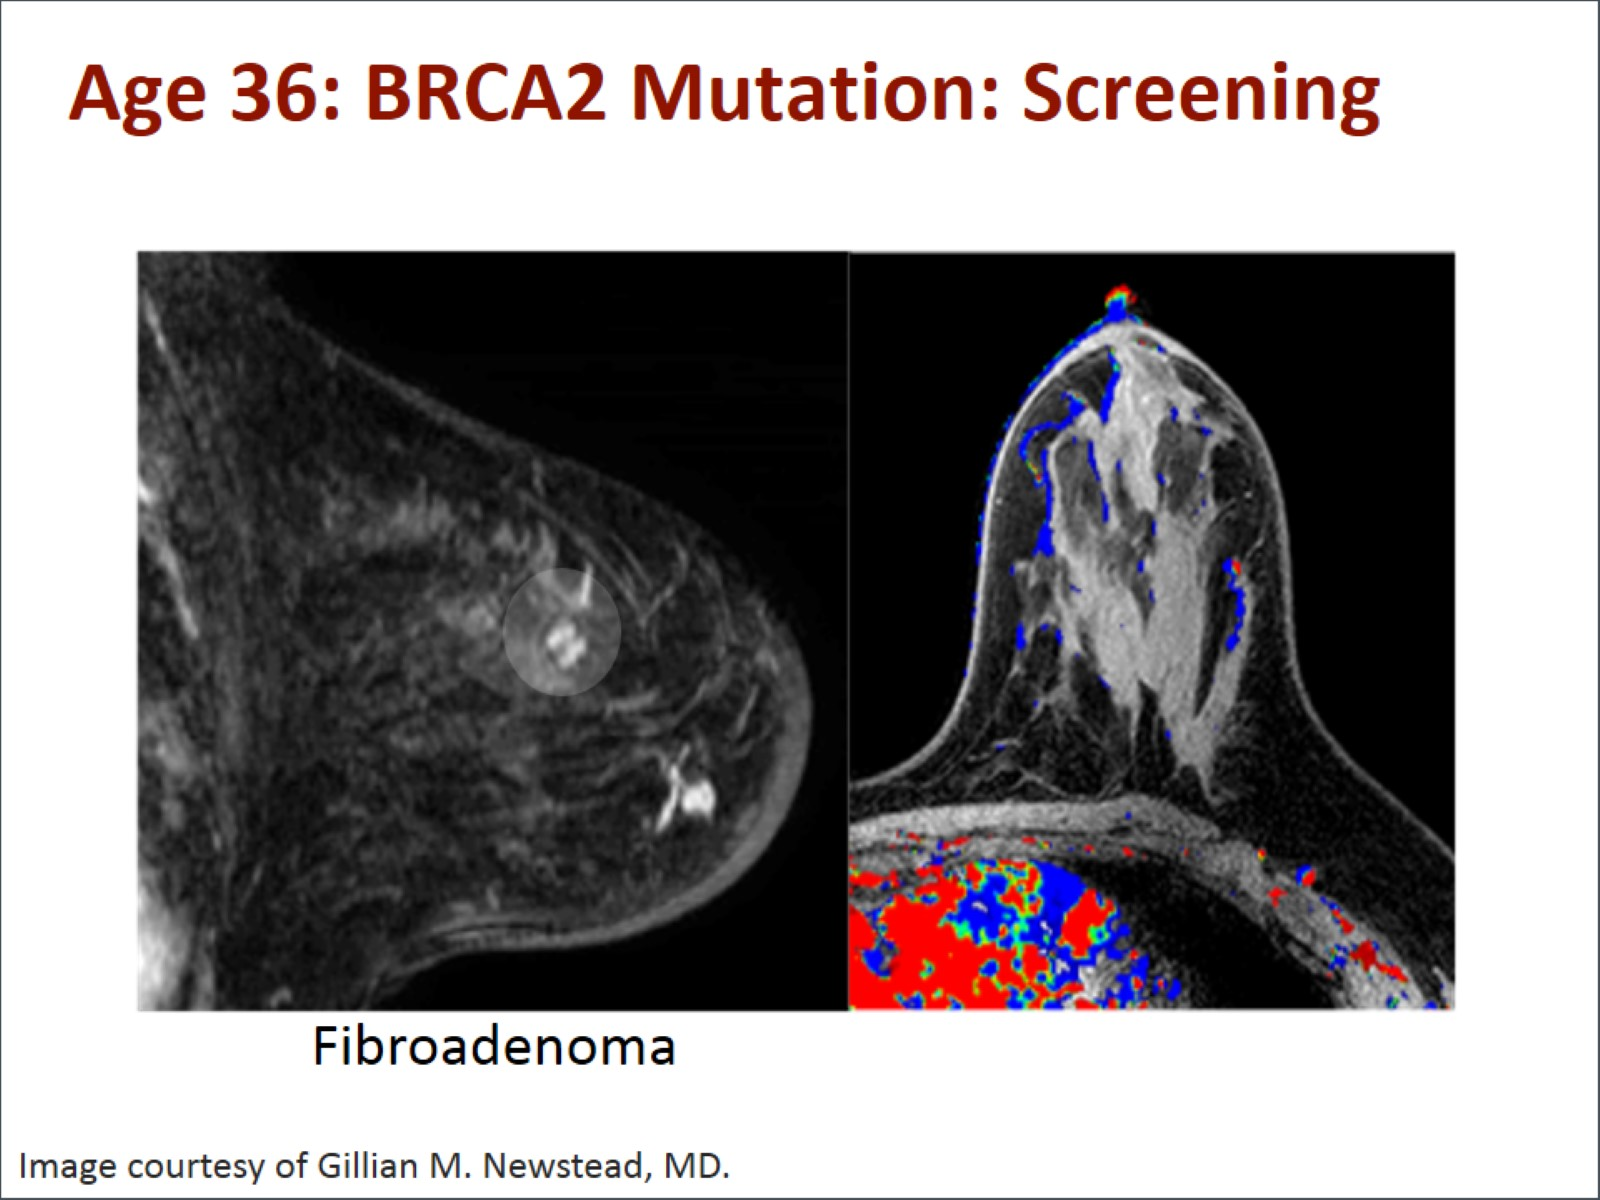 Age 36: BRCA2 Mutation: Screening
Fibroadenoma
Image courtesy of Gillian M. Newstead, MD.